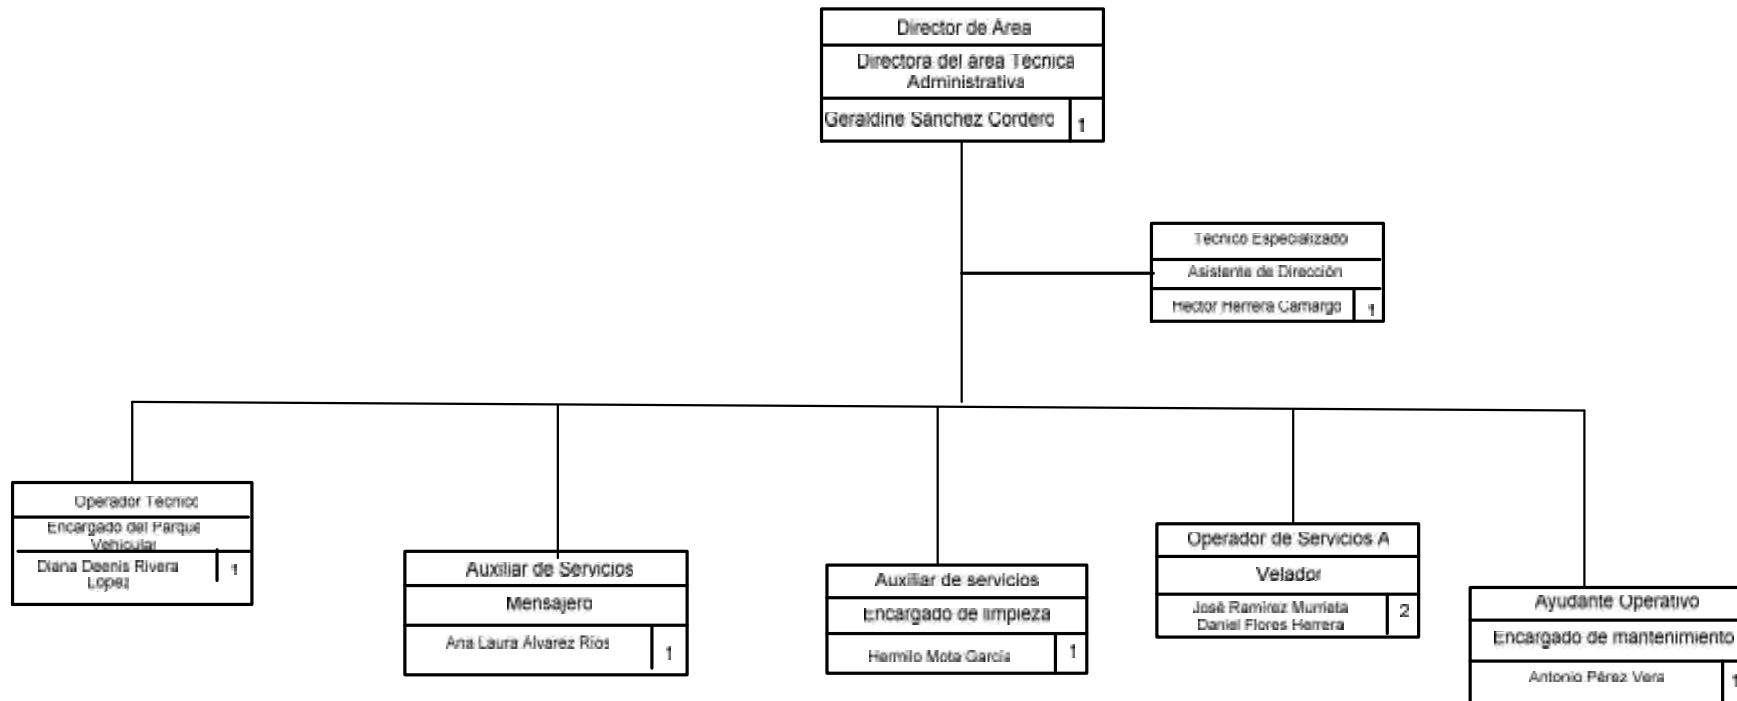 Director de Área
Directora del área Técnica
Administrativa
Geraldine Sánchez Cordero 1
Técnico Especializado
Asistente de Dirección
Hector Herrera Camargo 1
Operador Técnico
Encargado del Parque
Vehicular
Diana Deenis Rivera
Lopez 1
Auxiliar de Servicios
Mensajero
Ana Laura Alvarez Ríos 1
Auxiliar de servicios
Encargado de limpieza
Hermilo Mota García 1
Operador de Servicios A
Velador
José Ramírez Murrieta 2
Daniel Flores Herrera
Ayudante Operativo
Encargado de mantenimiento
Antonio Pérez Vera 1